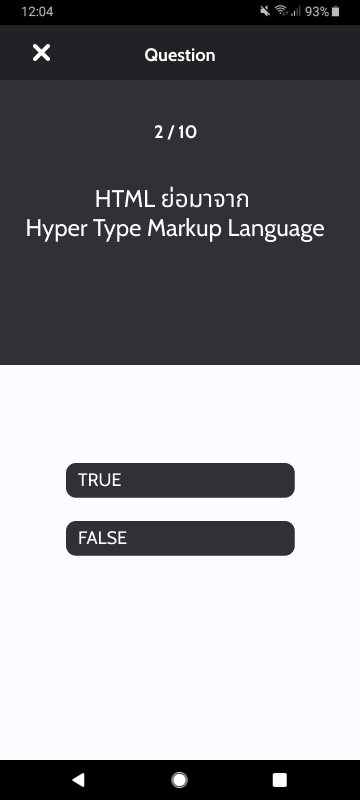 12:04
93%
Question
2 / 10
HTML ย่อมาจาก
Hyper Type Markup Language
TRUE
FALSE